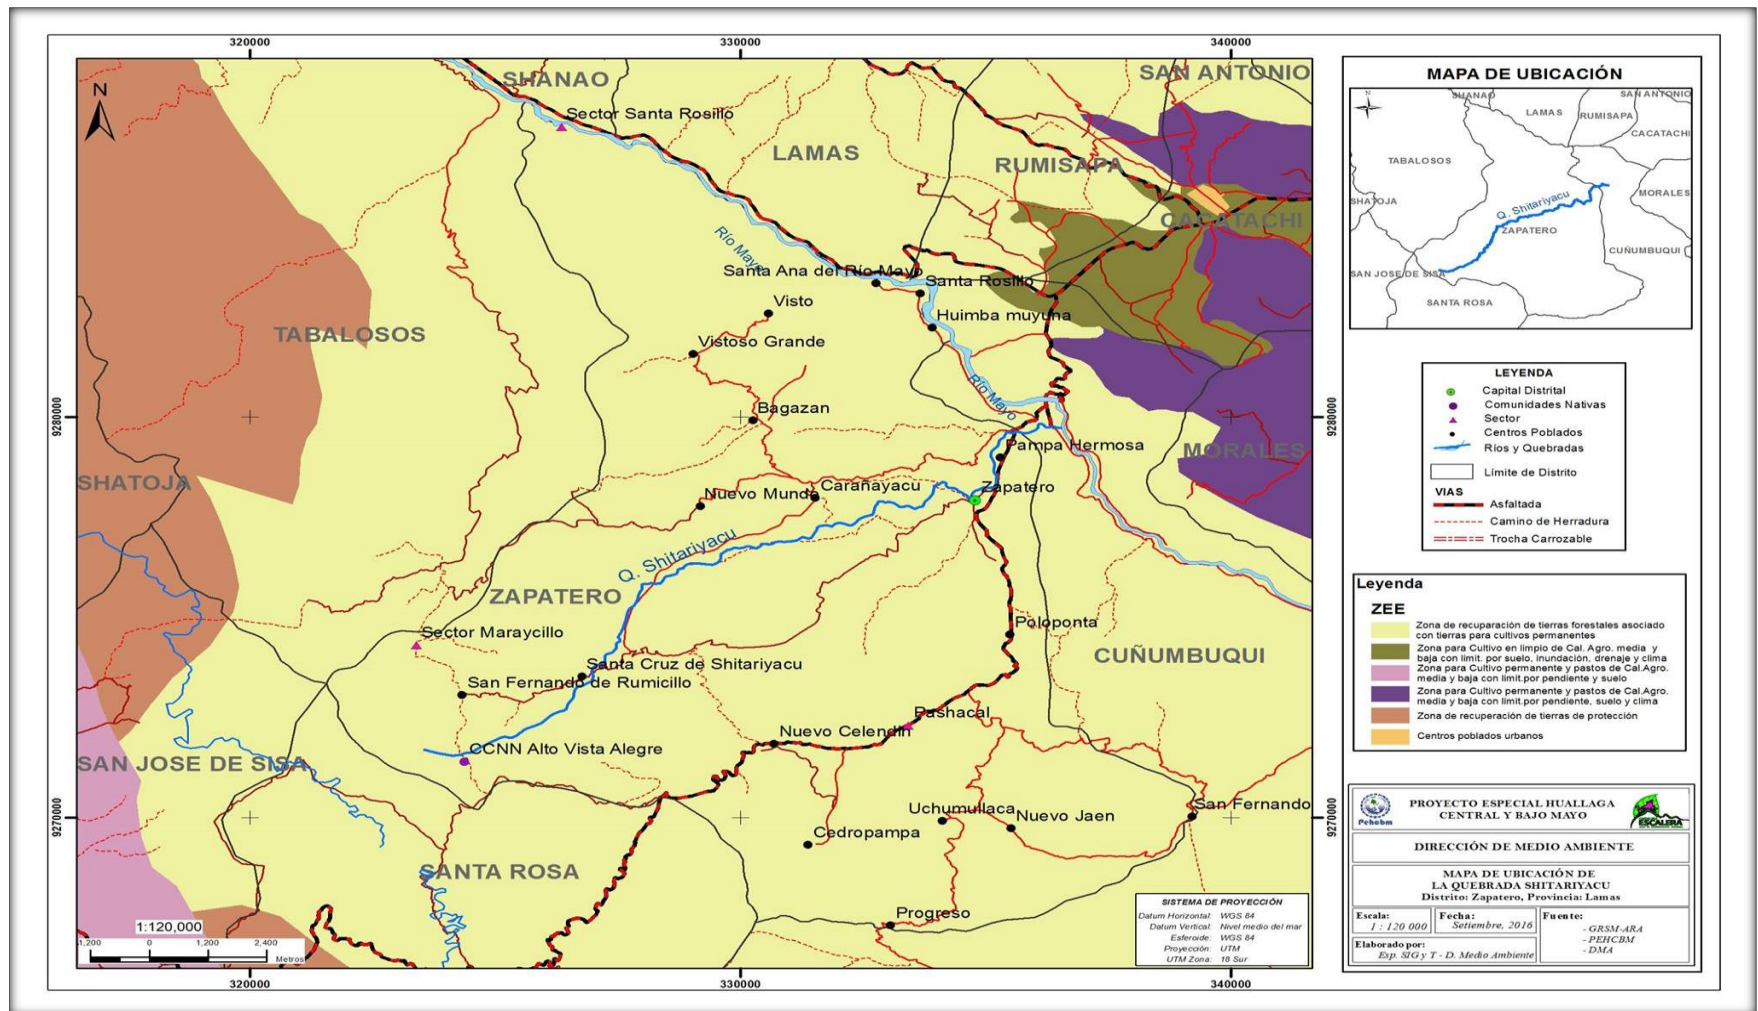 320000
330000
340000
N
SHANAO
SAN ANTONIO
Sector Santa Rosillo
LAMAS
RUMISAPA
CACATACHI
Río Mayo
Santa Ana del Río Mayo
Santa Rosillo
Visto
Huimba muyuna
TABALOSOS
Vistoso Grande
Río Mayo
9280000
Bagazan
9280000
Pampa Hermosa
MORALES
SHATOJA
Nuevo Mundo
Carañayacu
Zapatero
Q. Shitariyacu
ZAPATERO
Sector Maraycillo
Poloponta
CUÑUMBUQUI
Santa Cruz de Shitariyacu
San Fernando de Rumicillo
Pashacal
Nuevo Celendín
CCNN Alto Vista Alegre
SAN JOSE DE SISA
9270000
Uchumullaca
Nuevo Jaen
San Fernando
9270000
Cedropampa
SANTA ROSA
Progreso
1:120,000
1,200 0 1,200 2,400
Metros
SISTEMA DE PROYECCIÓN
Datum Horizontal: WGS 84
Datum Vertical: Nivel medio del mar
Esferoide: WGS 84
Proyección: UTM
UTM Zona: 18 Sur
320000
330000
340000
MAPA DE UBICACIÓN
SHANAO
SAN ANTONIO
LAMAS
RUMISAPA
CACATACHI
TABALOSOS
MORALES
SHATOJA
Q. Shitariyacu
ZAPATERO
CUÑUMBUQUI
SAN JOSE DE SISA
SANTA ROSA
LEYENDA
Capital Distrital
Comunidades Nativas
Sector
Centros Poblados
Ríos y Quebradas
Límite de Distrito
VIAS
Asfaltada
Camino de Herradura
Trocha Carrozable
Leyenda
ZEE
Zona de recuparación de tierras forestales asociado
con tierras para cultivos permanentes
Zona para Cultivo en limpio de Cal. Agro. media y
baja con limit. por suelo, inundación, drenaje y clima
Zona para Cultivo permanente y pastos de Cal.Agro.
media y baja con limit.por pendiente y suelo
Zona para Cultivo permanente y pastos de Cal.Agro.
media y baja con limit.por pendiente, suelo y clima
Zona de recuperación de tierras de protección
Centros poblados urbanos
Pehcbm
PROYECTO ESPECIAL HUALLAGA
CENTRAL Y BAJO MAYO
ESCALERA
DIRECCIÓN DE MEDIO AMBIENTE
MAPA DE UBICACIÓN DE
LA QUEBRADA SHITARIYACU
Distrito: Zapatero, Provincia: Lamas
Escala:
1 : 120 000
Fecha:
Setiembre, 2016
Fuente:
- GRSM-ARA
- PEHCBM
- DMA
Elaborado por:
Esp. SIG y T - D. Medio Ambiente